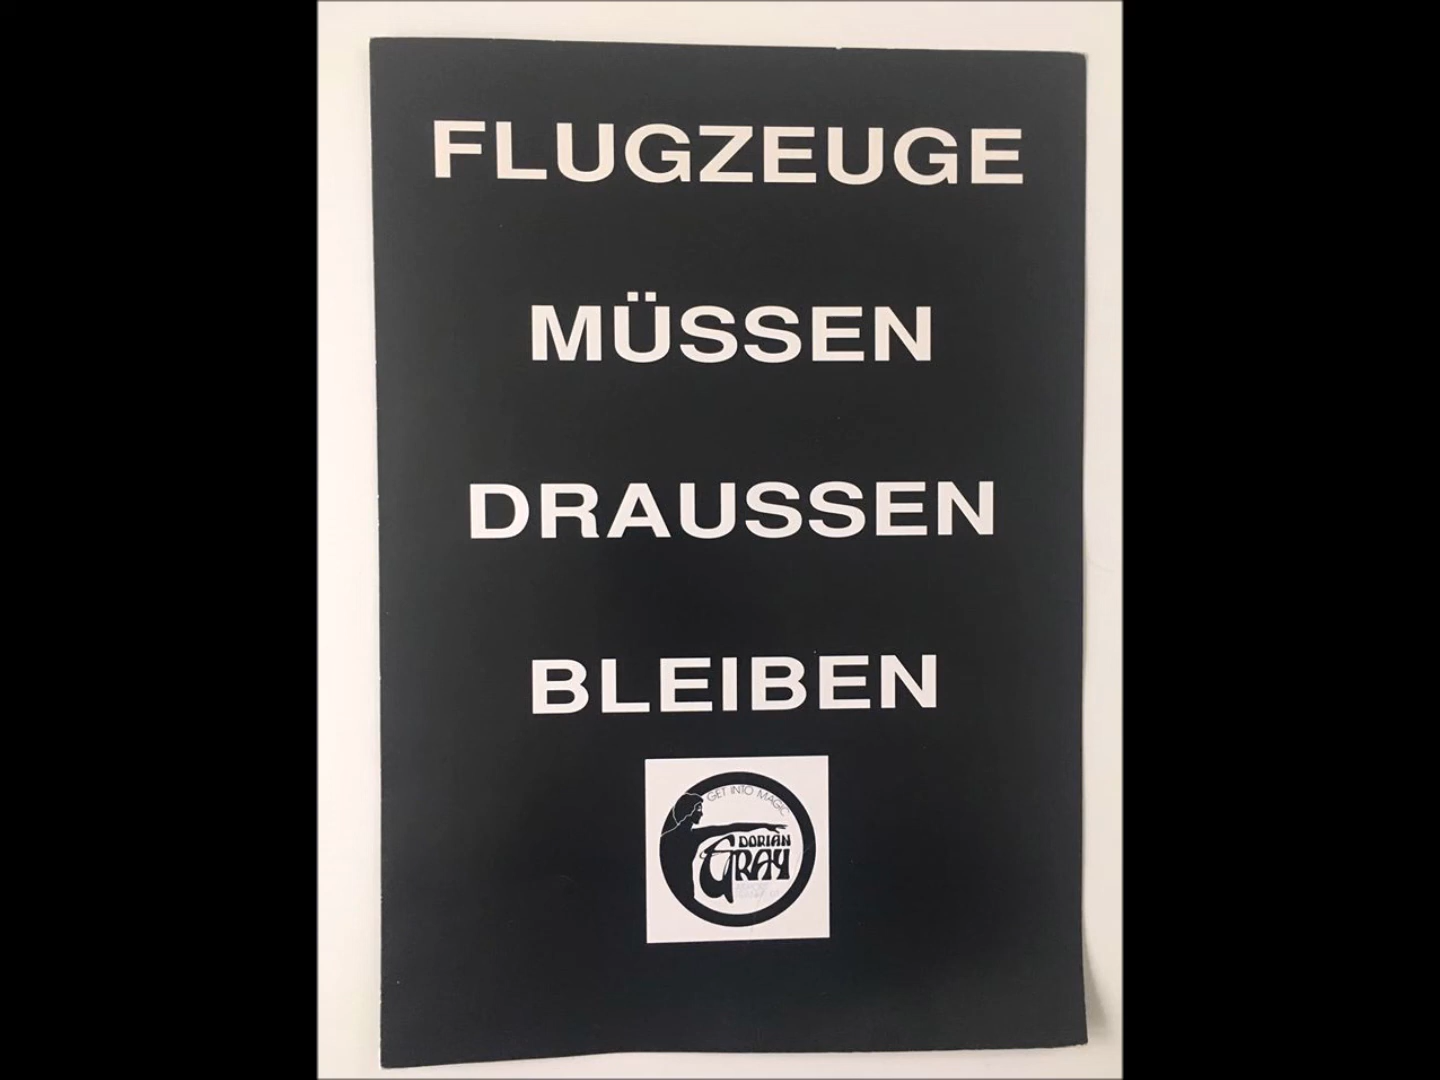 FLUGZEUGE
MÜSSEN
DRAUSSEN
BLEIBEN
GET INTO MAGIC
DORIAN
GRAY